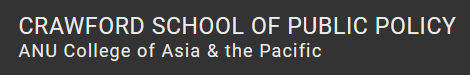 CRAWFORD SCHOOL OF PUBLIC POLICY
ANU College of Asia & the Pacific